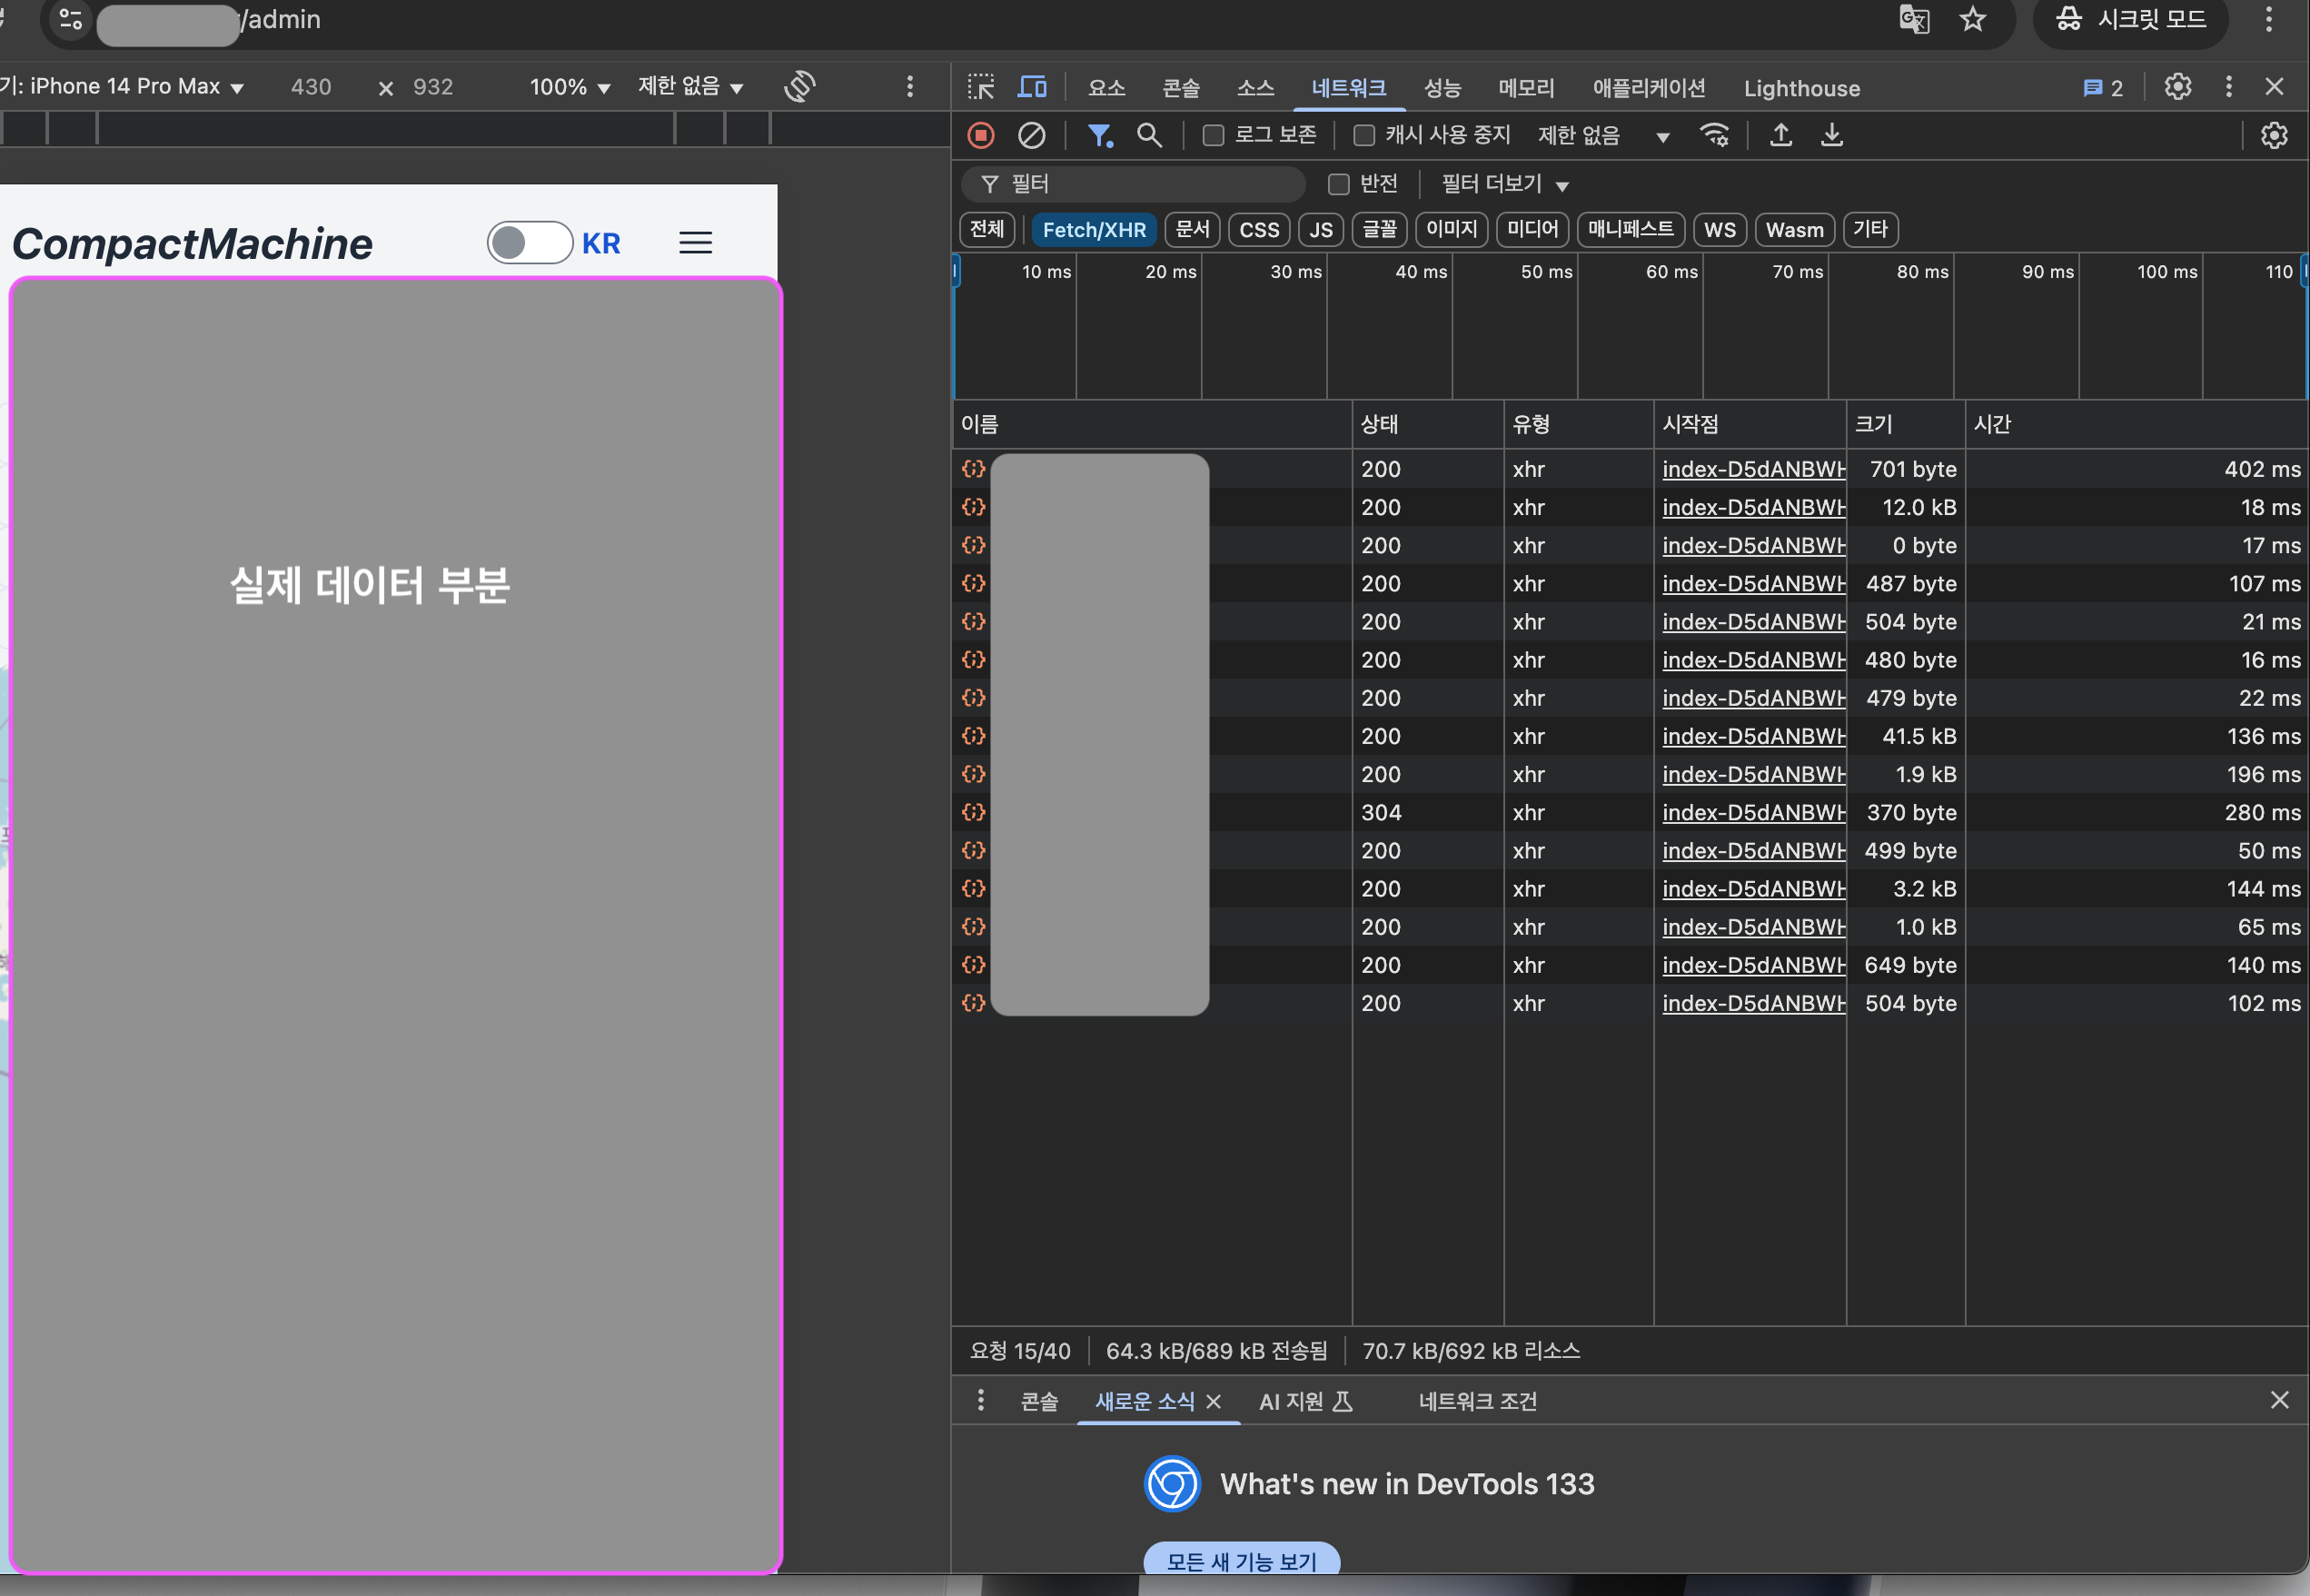 /admin
시크릿 모드
기: iPhone 14 Pro Max 430 × 932 100% 제한 없음
요소 콘솔 소스 네트워크 성능 메모리 애플리케이션 Lighthouse 2
로그 보존 캐시 사용 중지 제한 없음
필터 반전 필터 더보기
전체 Fetch/XHR 문서 CSS JS 글꼴 이미지 미디어 매니페스트 WS Wasm 기타
CompactMachine KR
실제 데이터 부분
10 ms 20 ms 30 ms 40 ms 50 ms 60 ms 70 ms 80 ms 90 ms 100 ms 110
이름 상태 유형 시작점 크기 시간
200 xhr index-D5dANBWH 701 byte 402 ms
200 xhr index-D5dANBWH 12.0 kB 18 ms
200 xhr index-D5dANBWH 0 byte 17 ms
200 xhr index-D5dANBWH 487 byte 107 ms
200 xhr index-D5dANBWH 504 byte 21 ms
200 xhr index-D5dANBWH 480 byte 16 ms
200 xhr index-D5dANBWH 479 byte 22 ms
200 xhr index-D5dANBWH 41.5 kB 136 ms
200 xhr index-D5dANBWH 1.9 kB 196 ms
304 xhr index-D5dANBWH 370 byte 280 ms
200 xhr index-D5dANBWH 499 byte 50 ms
200 xhr index-D5dANBWH 3.2 kB 144 ms
200 xhr index-D5dANBWH 1.0 kB 65 ms
200 xhr index-D5dANBWH 649 byte 140 ms
200 xhr index-D5dANBWH 504 byte 102 ms
요청 15/40 64.3 kB/689 kB 전송됨 70.7 kB/692 kB 리소스
콘솔 새로운 소식 AI 지원 네트워크 조건
What's new in DevTools 133
모든 새 기능 보기